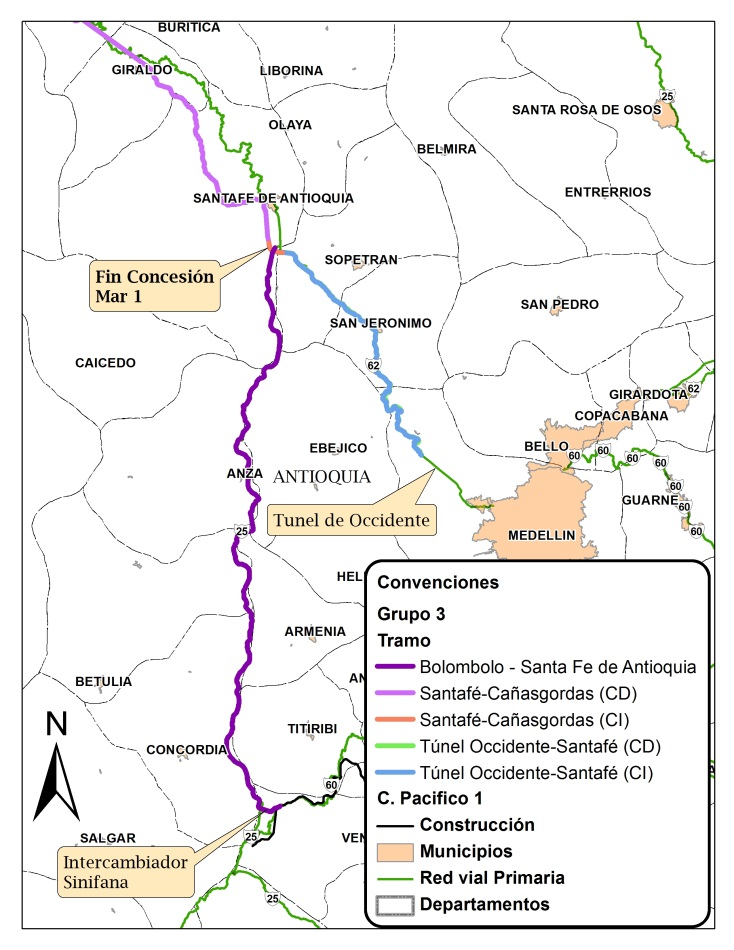 BURITICA
GIRALDO
LIBORINA
25
SANTA ROSA DE OSOS
OLAYA
BELMIRA
ENTRERRIOS
SANTAFE DE ANTIOQUIA
SOPETRAN
Fin Concesión
Mar 1
SAN PEDRO
SAN JERONIMO
CAICEDO
62
62
GIRARDOTA
COPACABANA
EBEJICO
BELLO
60
60
60
60
ANZA
ANTIOQUIA
60
GUARNE
60
60
Tunel de Occidente
25
MEDELLIN
HEL
ARMENIA
AN
BETULIA
TITIRIBI
CONCORDIA
60
N
SALGAR
25
VEN
Intercambiador
Sinifana
25
Convenciones
Grupo 3
Tramo
Bolombolo - Santa Fe de Antioquia
Santafé-Cañasgordas (CD)
Santafé-Cañasgordas (CI)
Túnel Occidente-Santafé (CD)
Túnel Occidente-Santafé (CI)
C. Pacifico 1
Construcción
Municipios
Red vial Primaria
Departamentos